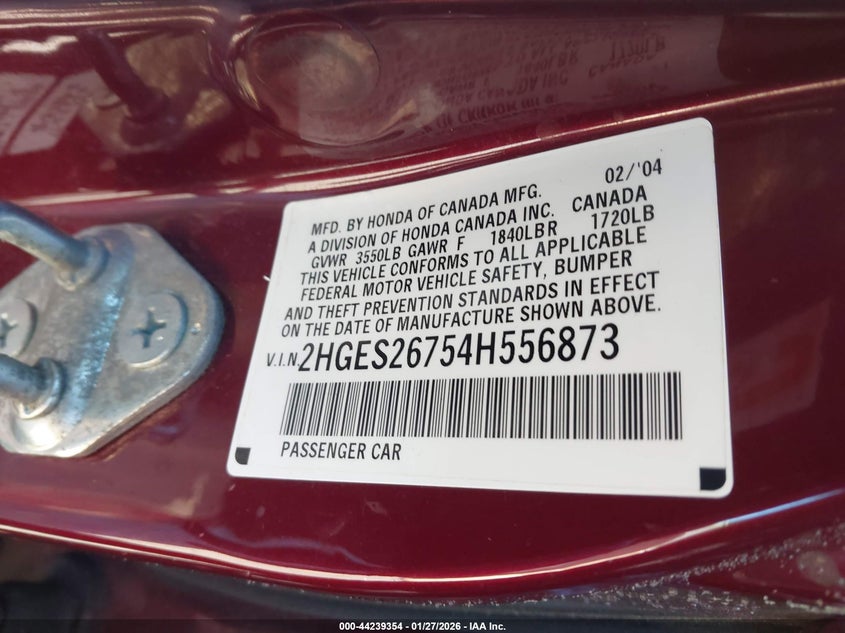 02/'04
MFD. BY HONDA OF CANADA MFG.
A DIVISION OF HONDA CANADA INC. CANADA
GVWR 3550LB GAWR F 1840LBR 1720LB
THIS VEHICLE CONFORMS TO ALL APPLICABLE
FEDERAL MOTOR VEHICLE SAFETY, BUMPER
AND THEFT PREVENTION STANDARDS IN EFFECT
ON THE DATE OF MANUFACTURE SHOWN ABOVE.
V.I.N. 2HGES26754H556873
PASSENGER CAR
000-44239354 - 01/27/2026 - IAA Inc.